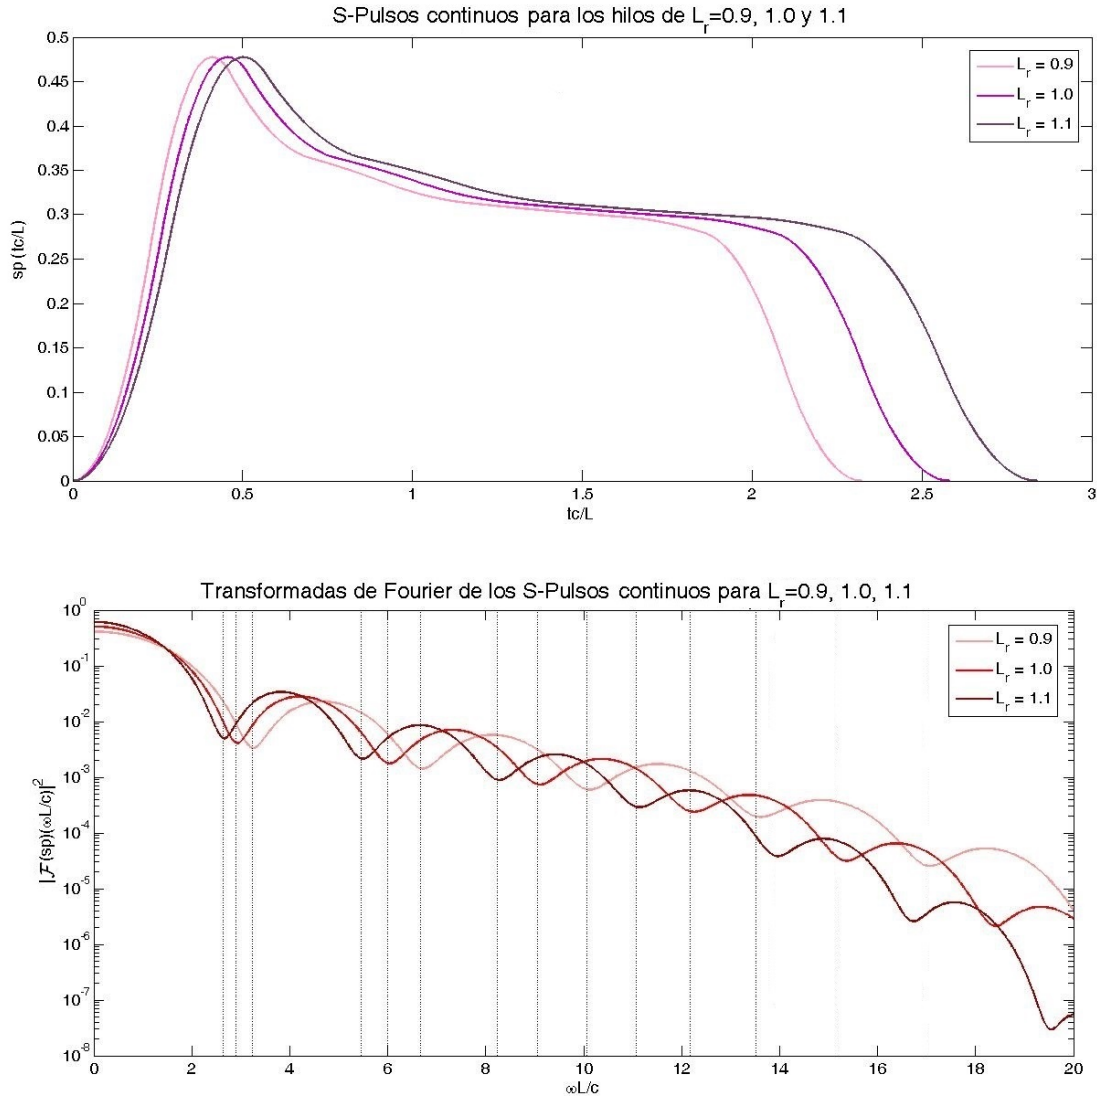 S-Pulsos continuos para los hilos de L_r=0.9, 1.0 y 1.1
0.5
0.45
0.4
0.35
0.3
0.25
0.2
0.15
0.1
0.05
0
sp (tc/L)
L_r = 0.9
L_r = 1.0
L_r = 1.1
0 0.5 1 1.5 2 2.5 3
tc/L
Transformadas de Fourier de los S-Pulsos continuos para L_r=0.9, 1.0, 1.1
10^0
10^-1
10^-2
10^-3
10^-4
10^-5
10^-6
10^-7
10^-8
|ℱ(sp)(ωL/c)|^2
L_r = 0.9
L_r = 1.0
L_r = 1.1
0 2 4 6 8 10 12 14 16 18 20
ωL/c